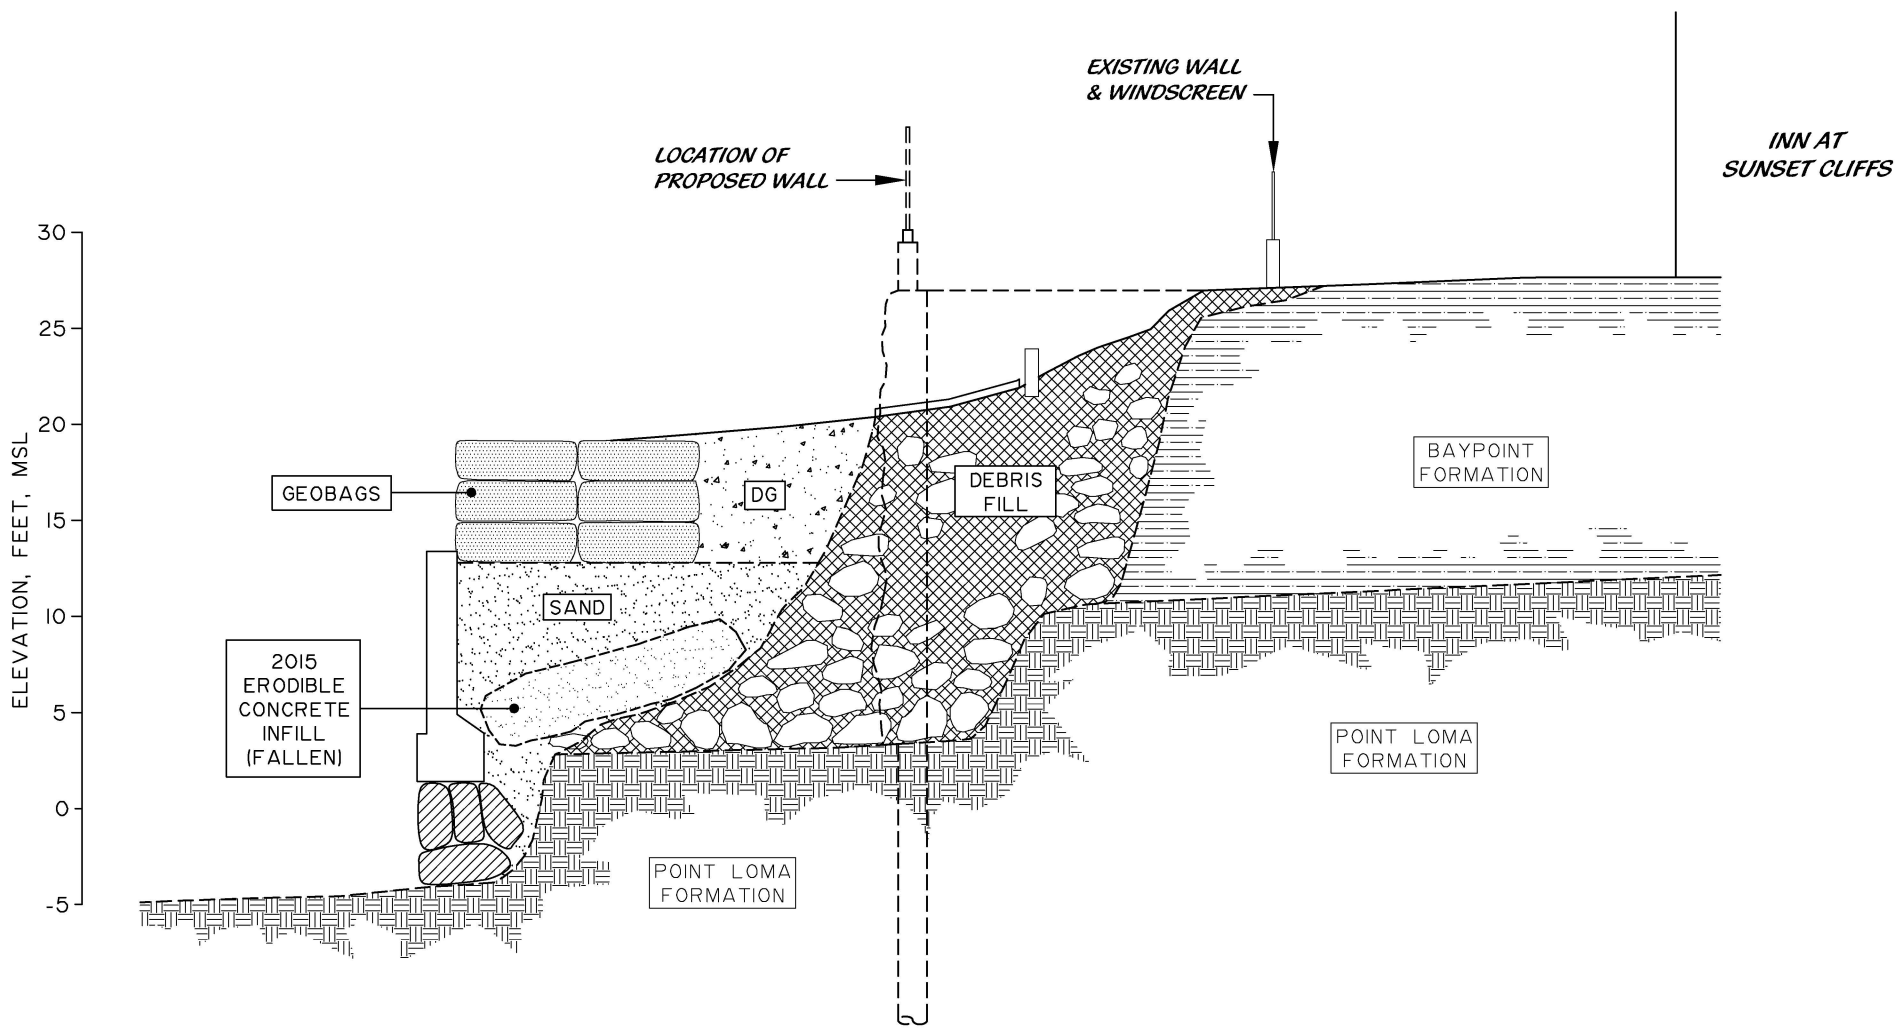 EXISTING WALL
& WINDSCREEN
LOCATION OF
PROPOSED WALL
INN AT
SUNSET CLIFFS
ELEVATION, FEET, MSL
30
25
20
15
10
5
0
-5
GEOBAGS
DG
DEBRIS
FILL
BAYPOINT
FORMATION
SAND
2015
ERODIBLE
CONCRETE
INFILL
(FALLEN)
POINT LOMA
FORMATION
POINT LOMA
FORMATION